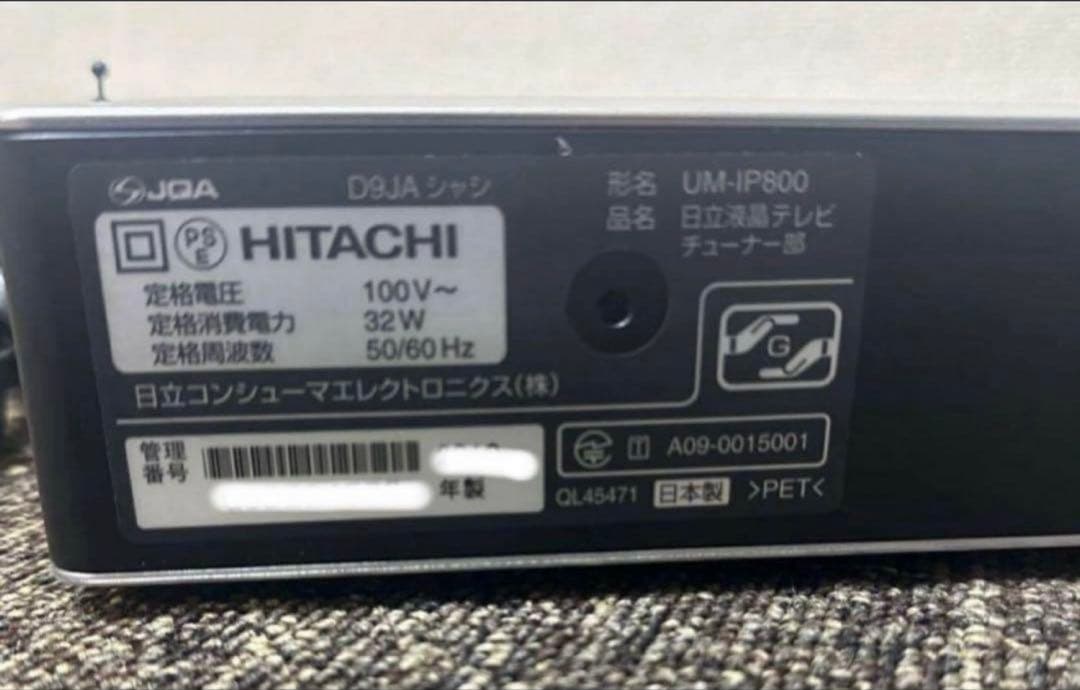 JQA D9JA シャシ
形名 UM-IP800
品名 日立液晶テレビ
チューナー部
PSE HITACHI
定格電圧 100V～
定格消費電力 32W
定格周波数 50/60Hz
日立コンシューマエレクトロニクス(株)
G
管理
番号
年製
T A09-0015001
QL45471 日本製 >PET<